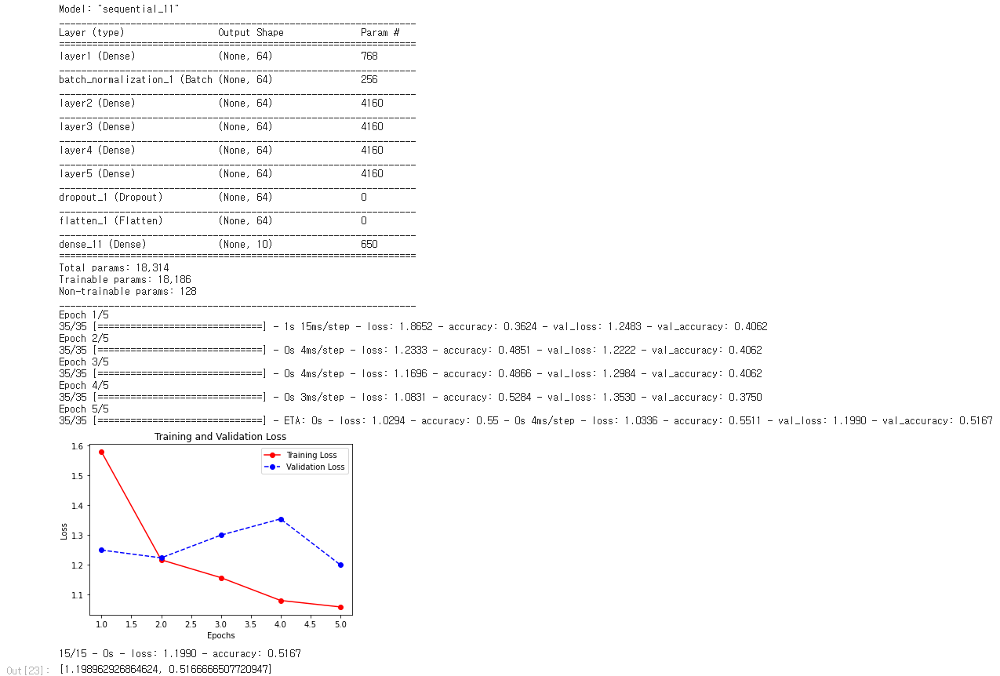 Model: "sequential_11"
_________________________________________________________________
Layer (type)                 Output Shape              Param #
=================================================================
layer1 (Dense)               (None, 64)                768
_________________________________________________________________
batch_normalization_1 (Batch (None, 64)                256
_________________________________________________________________
layer2 (Dense)               (None, 64)                4160
_________________________________________________________________
layer3 (Dense)               (None, 64)                4160
_________________________________________________________________
layer4 (Dense)               (None, 64)                4160
_________________________________________________________________
layer5 (Dense)               (None, 64)                4160
_________________________________________________________________
dropout_1 (Dropout)          (None, 64)                0
_________________________________________________________________
flatten_1 (Flatten)          (None, 64)                0
_________________________________________________________________
dense_11 (Dense)             (None, 10)                650
=================================================================
Total params: 18,314
Trainable params: 18,186
Non-trainable params: 128
_________________________________________________________________
Epoch 1/5
35/35 [==============================] - 1s 15ms/step - loss: 1.8652 - accuracy: 0.3624 - val_loss: 1.2483 - val_accuracy: 0.4062
Epoch 2/5
35/35 [==============================] - 0s 4ms/step - loss: 1.2333 - accuracy: 0.4851 - val_loss: 1.2222 - val_accuracy: 0.4062
Epoch 3/5
35/35 [==============================] - 0s 4ms/step - loss: 1.1696 - accuracy: 0.4866 - val_loss: 1.2984 - val_accuracy: 0.4062
Epoch 4/5
35/35 [==============================] - 0s 3ms/step - loss: 1.0831 - accuracy: 0.5284 - val_loss: 1.3530 - val_accuracy: 0.3750
Epoch 5/5
35/35 [==============================] - ETA: 0s - loss: 1.0294 - accuracy: 0.55 - 0s 4ms/step - loss: 1.0336 - accuracy: 0.5511 - val_loss: 1.1990 - val_accuracy: 0.5167
Training and Validation Loss
Training Loss
Validation Loss
1.6
1.5
1.4
1.3
1.2
1.1
Loss
1.0 1.5 2.0 2.5 3.0 3.5 4.0 4.5 5.0
Epochs
15/15 - 0s - loss: 1.1990 - accuracy: 0.5167
Out[23]: [1.198962926864624, 0.5166666507720947]